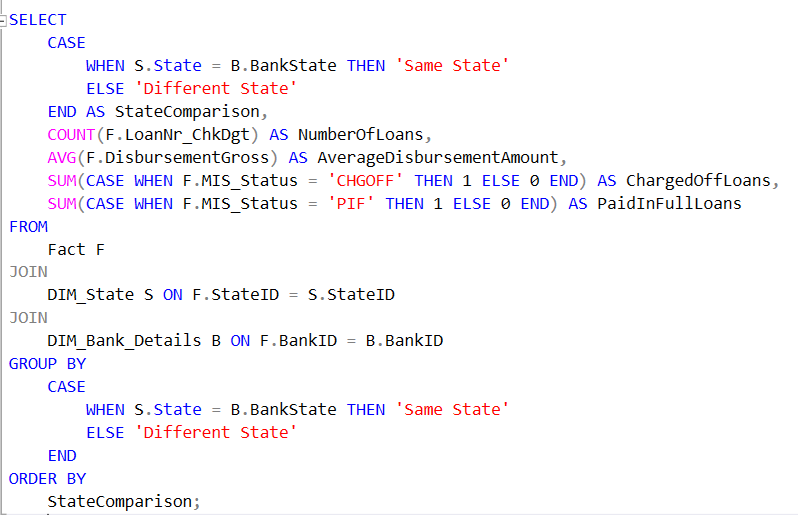 SELECT
    CASE
        WHEN S.State = B.BankState THEN 'Same State'
        ELSE 'Different State'
    END AS StateComparison,
    COUNT(F.LoanNr_ChkDgt) AS NumberOfLoans,
    AVG(F.DisbursementGross) AS AverageDisbursementAmount,
    SUM(CASE WHEN F.MIS_Status = 'CHGOFF' THEN 1 ELSE 0 END) AS ChargedOffLoans,
    SUM(CASE WHEN F.MIS_Status = 'PIF' THEN 1 ELSE 0 END) AS PaidInFullLoans
FROM
    Fact F
JOIN
    DIM_State S ON F.StateID = S.StateID
JOIN
    DIM_Bank_Details B ON F.BankID = B.BankID
GROUP BY
    CASE
        WHEN S.State = B.BankState THEN 'Same State'
        ELSE 'Different State'
    END
ORDER BY
    StateComparison;